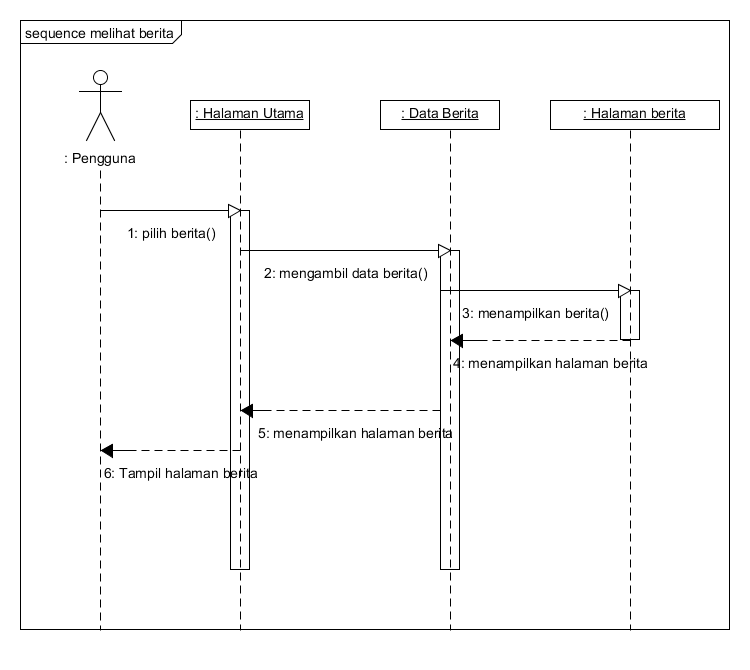 sequence melihat berita
: Pengguna
: Halaman Utama
: Data Berita
: Halaman berita
1: pilih berita()
2: mengambil data berita()
3: menampilkan berita()
4: menampilkan halaman berita
5: menampilkan halaman berita
6: Tampil halaman berita